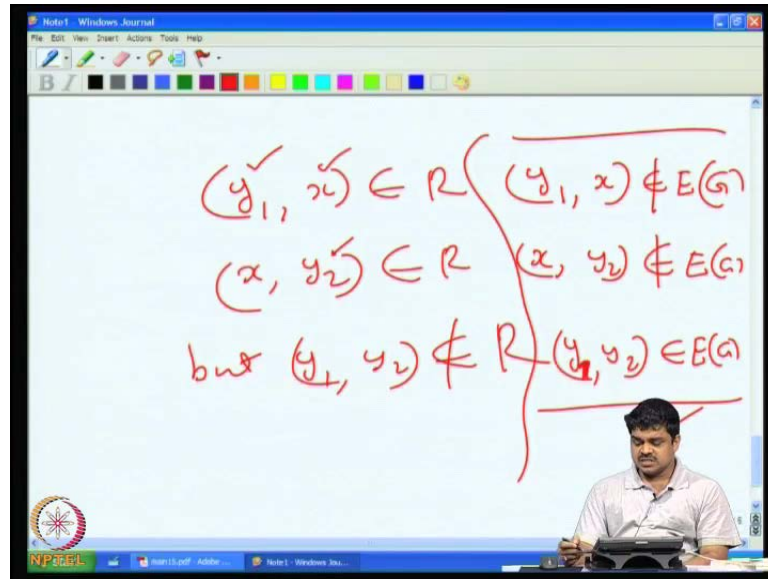 Note1 - Windows Journal
File Edit View Insert Actions Tools Help
B I
(y₁, x) ∈ R (y₁, x) ∉ E(G)
(x, y₂) ∈ R (x, y₂) ∉ E(G)
but (y₁, y₂) ∉ R (y₁, y₂) ∈ E(G)
NPTEL
Note1 - Windows Jou...